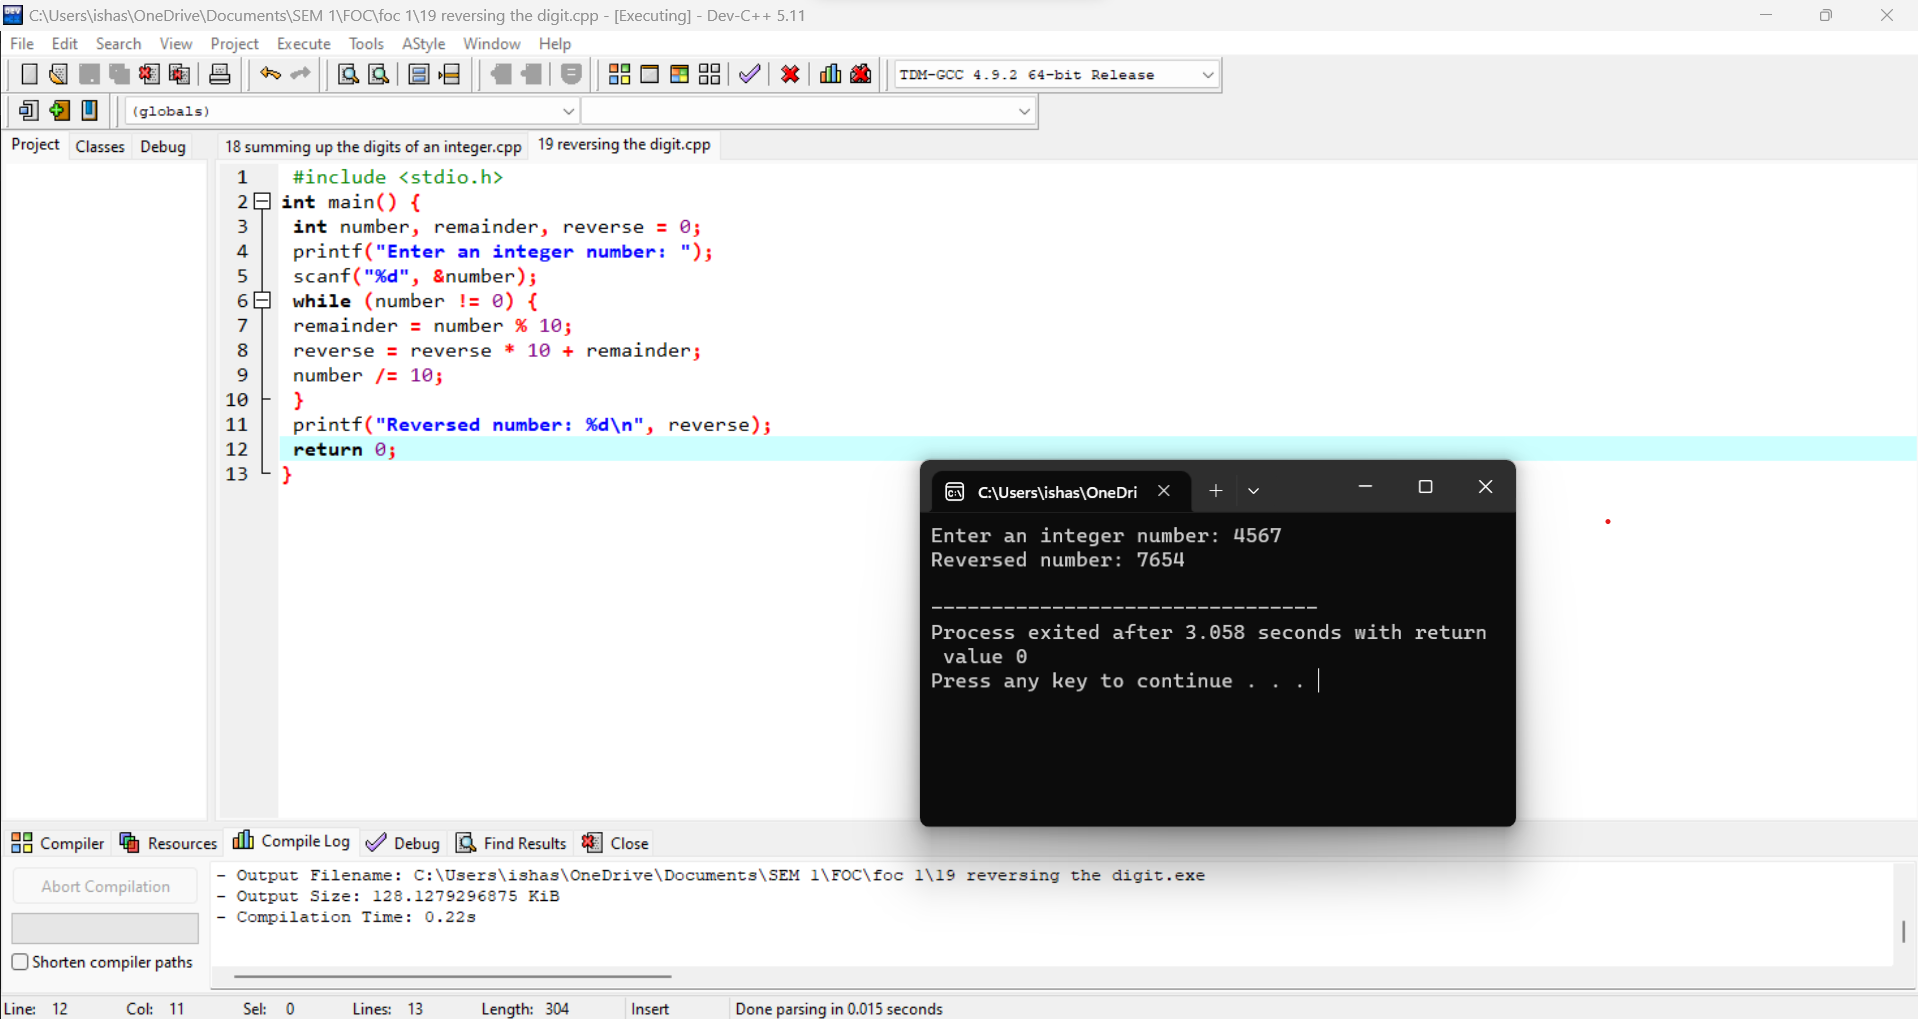 C:\Users\ishas\OneDrive\Documents\SEM 1\FOC\foc 1\19 reversing the digit.cpp - [Executing] - Dev-C++ 5.11
File Edit Search View Project Execute Tools AStyle Window Help
TDM-GCC 4.9.2 64-bit Release
(globals)
Project Classes Debug
18 summing up the digits of an integer.cpp 19 reversing the digit.cpp
1 #include <stdio.h>
2 int main() {
3 int number, remainder, reverse = 0;
4 printf("Enter an integer number: ");
5 scanf("%d", &number);
6 while (number != 0) {
7 remainder = number % 10;
8 reverse = reverse * 10 + remainder;
9 number /= 10;
10 }
11 printf("Reversed number: %d\n", reverse);
12 return 0;
13 }
C:\Users\ishas\OneDri
Enter an integer number: 4567
Reversed number: 7654
--------------------------------
Process exited after 3.058 seconds with return
value 0
Press any key to continue . . .
Compiler Resources Compile Log Debug Find Results Close
Abort Compilation
Shorten compiler paths
- Output Filename: C:\Users\ishas\OneDrive\Documents\SEM 1\FOC\foc 1\19 reversing the digit.exe
- Output Size: 128.1279296875 KiB
- Compilation Time: 0.22s
Line: 12 Col: 11 Sel: 0 Lines: 13 Length: 304 Insert Done parsing in 0.015 seconds